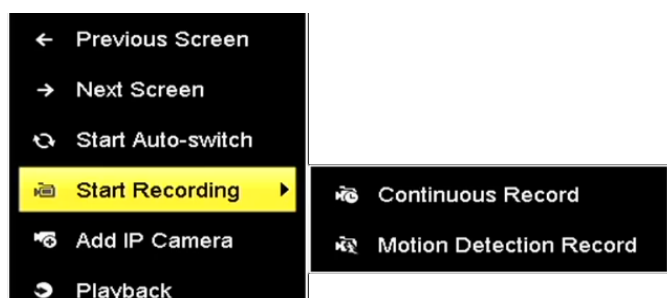 Previous Screen
Next Screen
Start Auto-switch
Start Recording
Continuous Record
Add IP Camera
Motion Detection Record
Playback